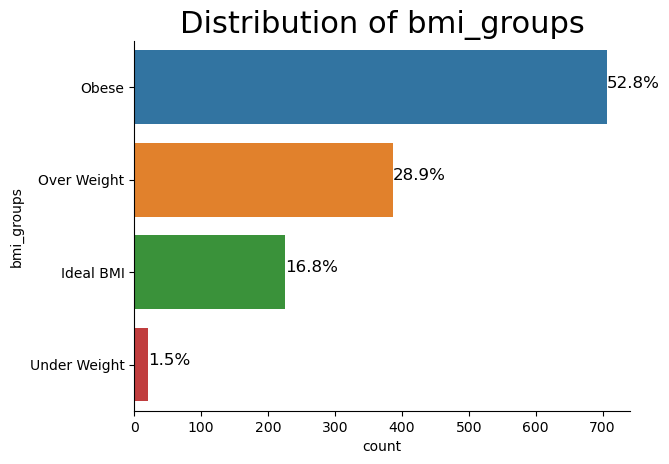 Distribution of bmi_groups
Obese
52.8%
Over Weight
28.9%
bmi_groups
Ideal BMI
16.8%
Under Weight
1.5%
0 100 200 300 400 500 600 700
count